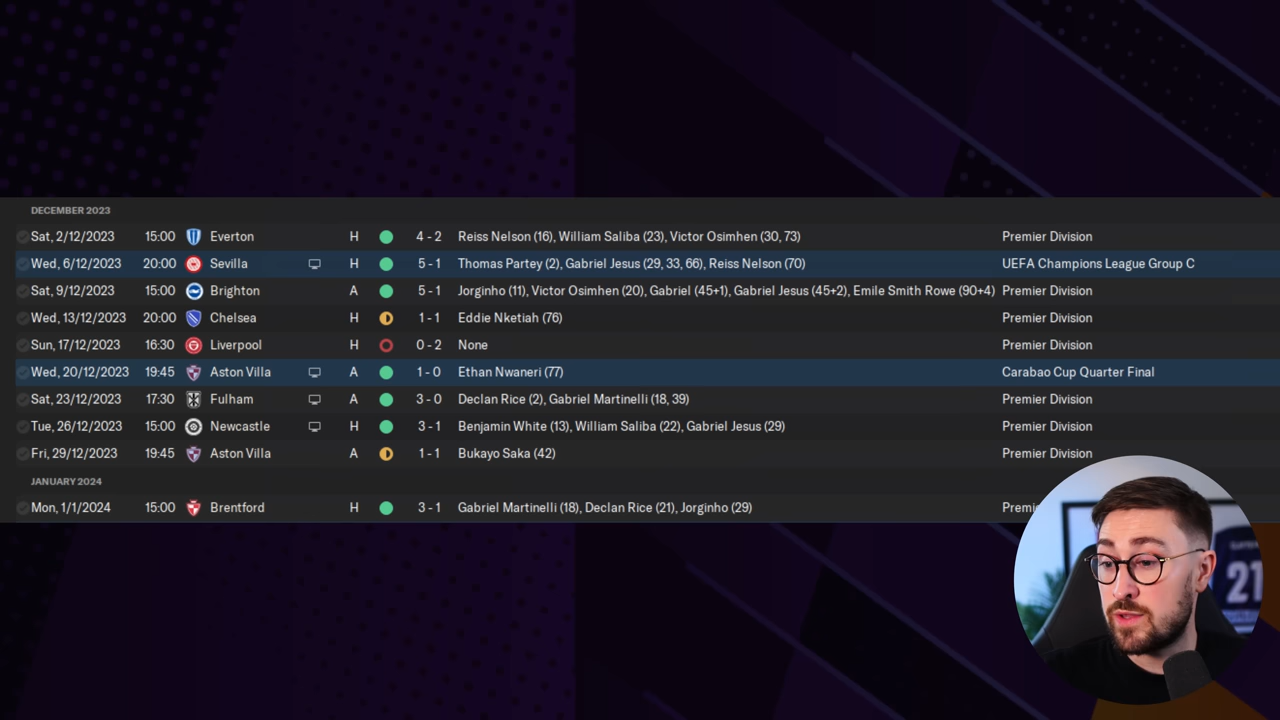 DECEMBER 2023
Sat, 2/12/2023 15:00 Everton H 4 - 2 Reiss Nelson (16), William Saliba (23), Victor Osimhen (30, 73) Premier Division
Wed, 6/12/2023 20:00 Sevilla H 5 - 1 Thomas Partey (2), Gabriel Jesus (29, 33, 66), Reiss Nelson (70) UEFA Champions League Group C
Sat, 9/12/2023 15:00 Brighton A 5 - 1 Jorginho (11), Victor Osimhen (20), Gabriel (45+1), Gabriel Jesus (45+2), Emile Smith Rowe (90+4) Premier Division
Wed, 13/12/2023 20:00 Chelsea H 1 - 1 Eddie Nketiah (76) Premier Division
Sun, 17/12/2023 16:30 Liverpool H 0 - 2 None Premier Division
Wed, 20/12/2023 19:45 Aston Villa A 1 - 0 Ethan Nwaneri (77) Carabao Cup Quarter Final
Sat, 23/12/2023 17:30 Fulham A 3 - 0 Declan Rice (2), Gabriel Martinelli (18, 39) Premier Division
Tue, 26/12/2023 15:00 Newcastle H 3 - 1 Benjamin White (13), William Saliba (22), Gabriel Jesus (29) Premier Division
Fri, 29/12/2023 19:45 Aston Villa A 1 - 1 Bukayo Saka (42) Premier Division
JANUARY 2024
Mon, 1/1/2024 15:00 Brentford H 3 - 1 Gabriel Martinelli (18), Declan Rice (21), Jorginho (29) Premi
21